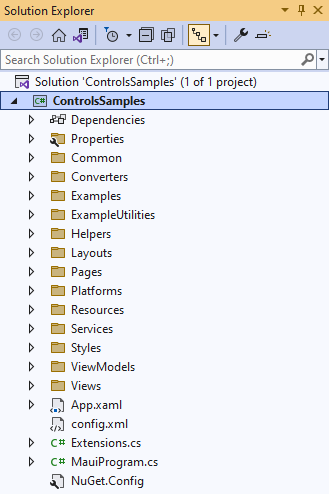 Solution Explorer
Search Solution Explorer (Ctrl+;)
Solution 'ControlsSamples' (1 of 1 project)
C# ControlsSamples
Dependencies
Properties
Common
Converters
Examples
ExampleUtilities
Helpers
Layouts
Pages
Platforms
Resources
Services
Styles
ViewModels
Views
App.xaml
config.xml
C# Extensions.cs
C# MauiProgram.cs
NuGet.Config